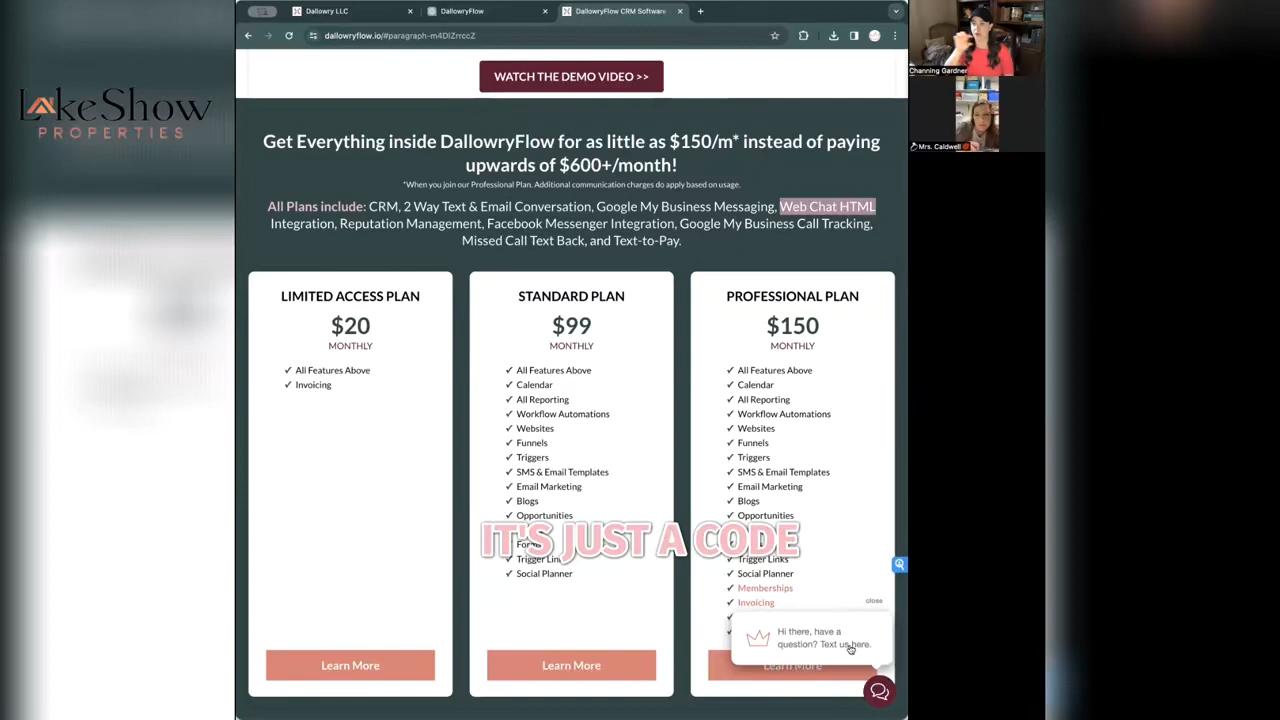 Dallowry LLC
DallowryFlow
DallowryFlow CRM Software
dallowryflow.io/#paragraph-m4DIZrrccZ
Channing Gardner
Mrs. Caldwell
LakeShow
PROPERTIES
WATCH THE DEMO VIDEO >>
Get Everything inside DallowryFlow for as little as $150/m* instead of paying
upwards of $600+/month!
*When you join our Professional Plan. Additional communication charges do apply based on usage.
All Plans include: CRM, 2 Way Text & Email Conversation, Google My Business Messaging, Web Chat HTML
Integration, Reputation Management, Facebook Messenger Integration, Google My Business Call Tracking,
Missed Call Text Back, and Text-to-Pay.
LIMITED ACCESS PLAN
$20
MONTHLY
✓ All Features Above
✓ Invoicing
Learn More
STANDARD PLAN
$99
MONTHLY
✓ All Features Above
✓ Calendar
✓ All Reporting
✓ Workflow Automations
✓ Websites
✓ Funnels
✓ Triggers
✓ SMS & Email Templates
✓ Email Marketing
✓ Blogs
✓ Opportunities
✓ Trigger
✓ Social Planner
Learn More
PROFESSIONAL PLAN
$150
MONTHLY
✓ All Features Above
✓ Calendar
✓ All Reporting
✓ Workflow Automations
✓ Websites
✓ Funnels
✓ Triggers
✓ SMS & Email Templates
✓ Email Marketing
✓ Blogs
✓ Opportunities
✓ Trigger Links
✓ Social Planner
✓ Memberships
✓ Invoicing
Learn More
IT'S JUST A CODE
close
Hi there, have a
question? Text us here.